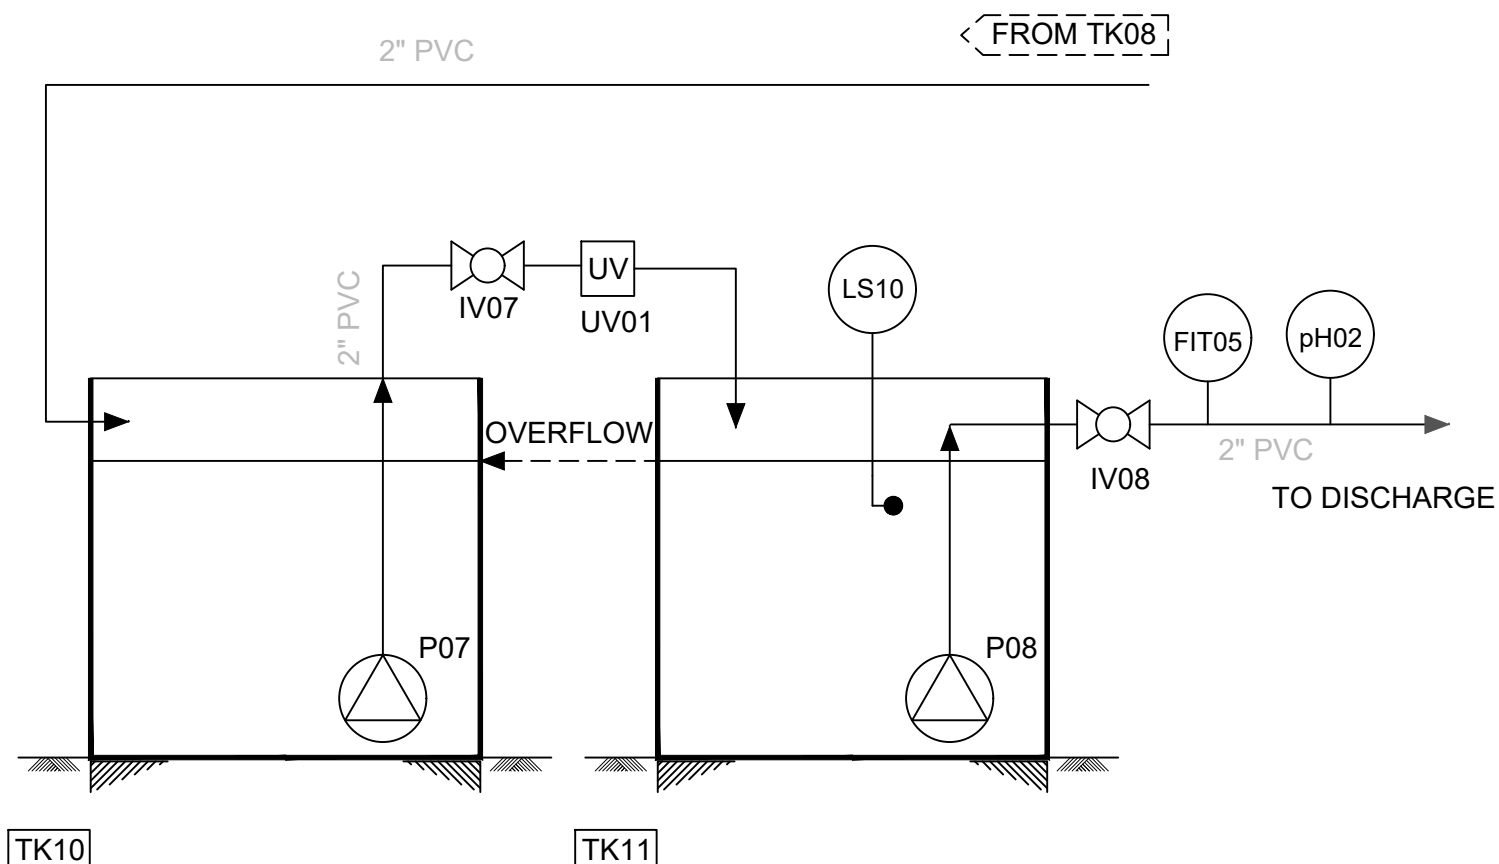 FROM TK08
2" PVC
2" PVC
IV07
UV
UV01
LS10
FIT05
pH02
OVERFLOW
2" PVC
IV08
TO DISCHARGE
P07
P08
TK10
TK11